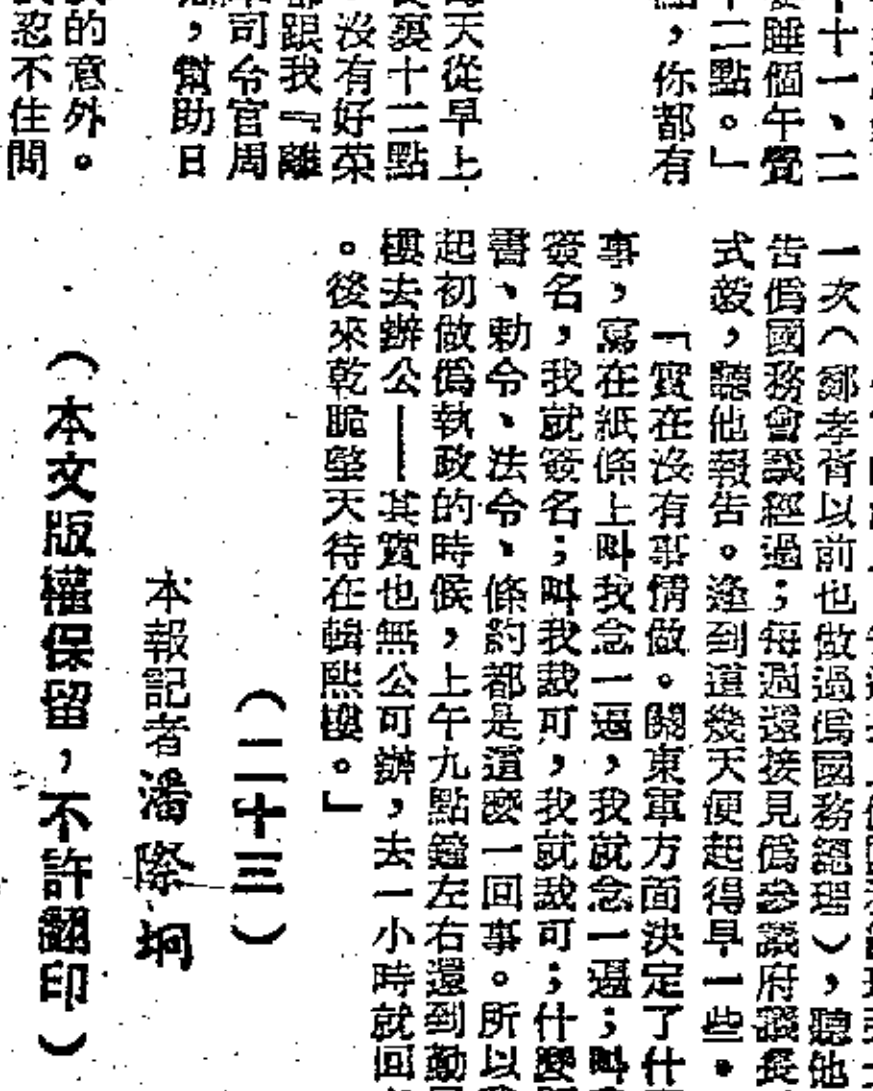 十一、二
睡個午覺
十二點。」
，你都有
每天從早上
夜裏十二點
沒有好菜
都跟我『離
司令官周
，幫助日
的意外。
忍不住問
一次（鄭孝胥以前也做過僞國務總理），聽他
告僞國務會議經過；每週還接見僞參議府議長
式毅，聽他報告。逢到這幾天便起得早一些。
「實在沒有事情做。關東軍方面決定了什
事，寫在紙條上叫我念一遍，我就念一遍；叫
簽名，我就簽名；叫我裁可，我就裁可；什麼
書、勅令、法令、條約都是這麼一回事。所以
起初做僞執政的時候，上午九點鐘左右還到勤
樓去辦公——其實也無公可辦，去一小時就回
。後來乾脆整天待在輯熙樓。」
（二十三）
本報記者潘際坰
（本文版權保留，不許翻印）